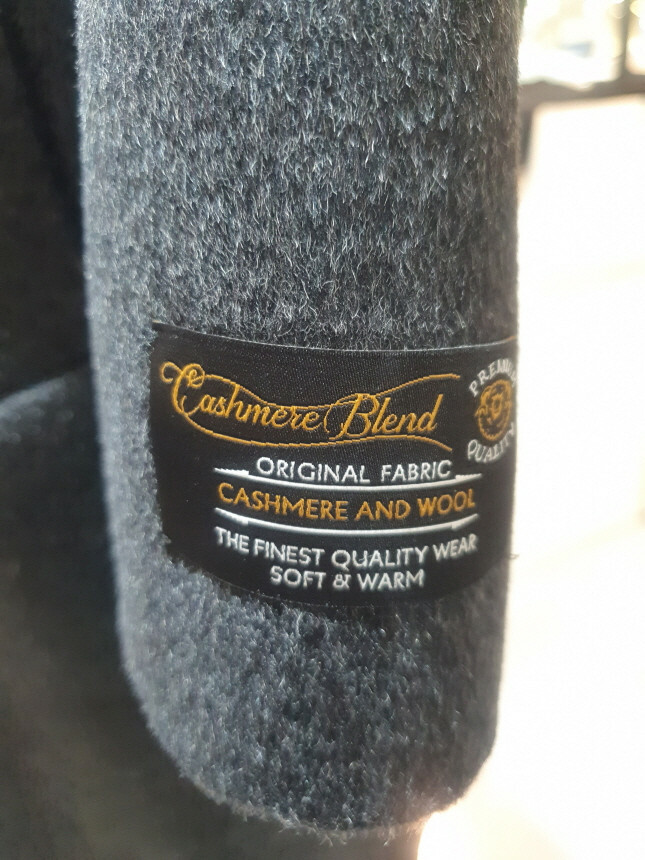 Cashmere Blend
PREMIUM
QUALITY
ORIGINAL FABRIC
CASHMERE AND WOOL
THE FINEST QUALITY WEAR
SOFT & WARM